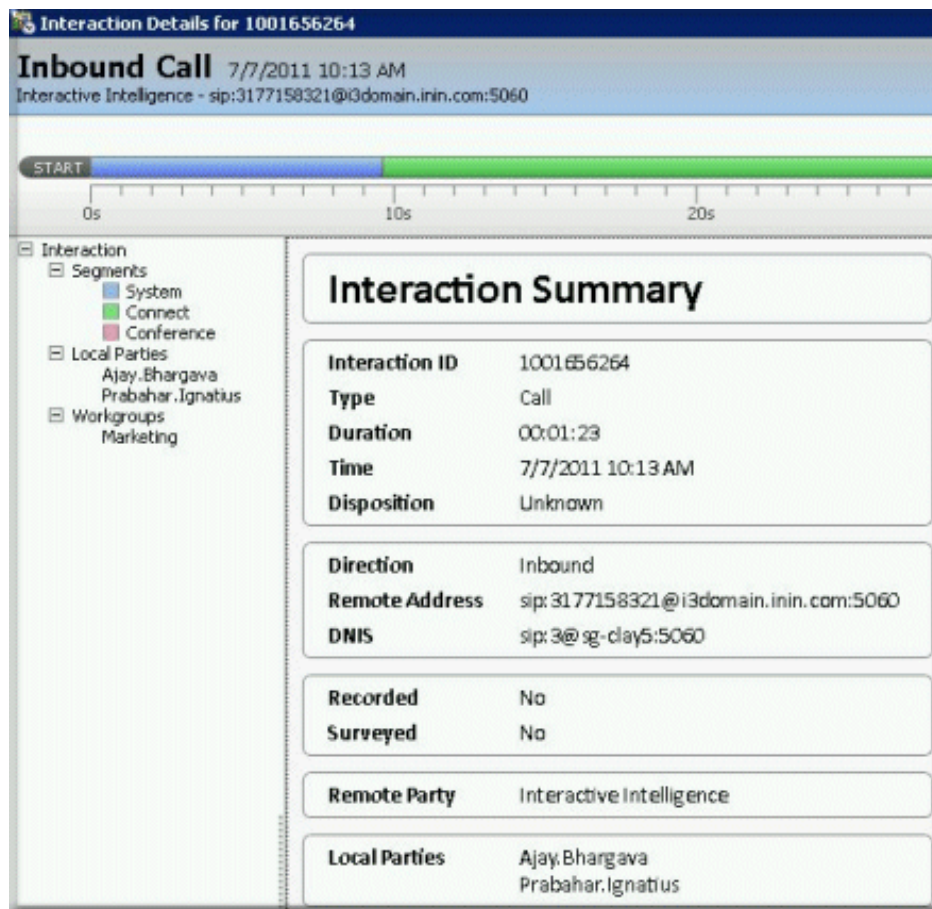 Interaction Details for 1001656264
Inbound Call 7/7/2011 10:13 AM
Interactive Intelligence - sip:3177158321@i3domain.inin.com:5060
START
0s 10s 20s
Interaction
Segments
System
Connect
Conference
Local Parties
Ajay.Bhargava
Prabahar.Ignatius
Workgroups
Marketing
Interaction Summary
Interaction ID 1001656264
Type Call
Duration 00:01:23
Time 7/7/2011 10:13 AM
Disposition Unknown
Direction Inbound
Remote Address sip:3177158321@i3domain.inin.com:5060
DNIS sip:3@sg-clay5:5060
Recorded No
Surveyed No
Remote Party Interactive Intelligence
Local Parties Ajay.Bhargava
Prabahar.Ignatius